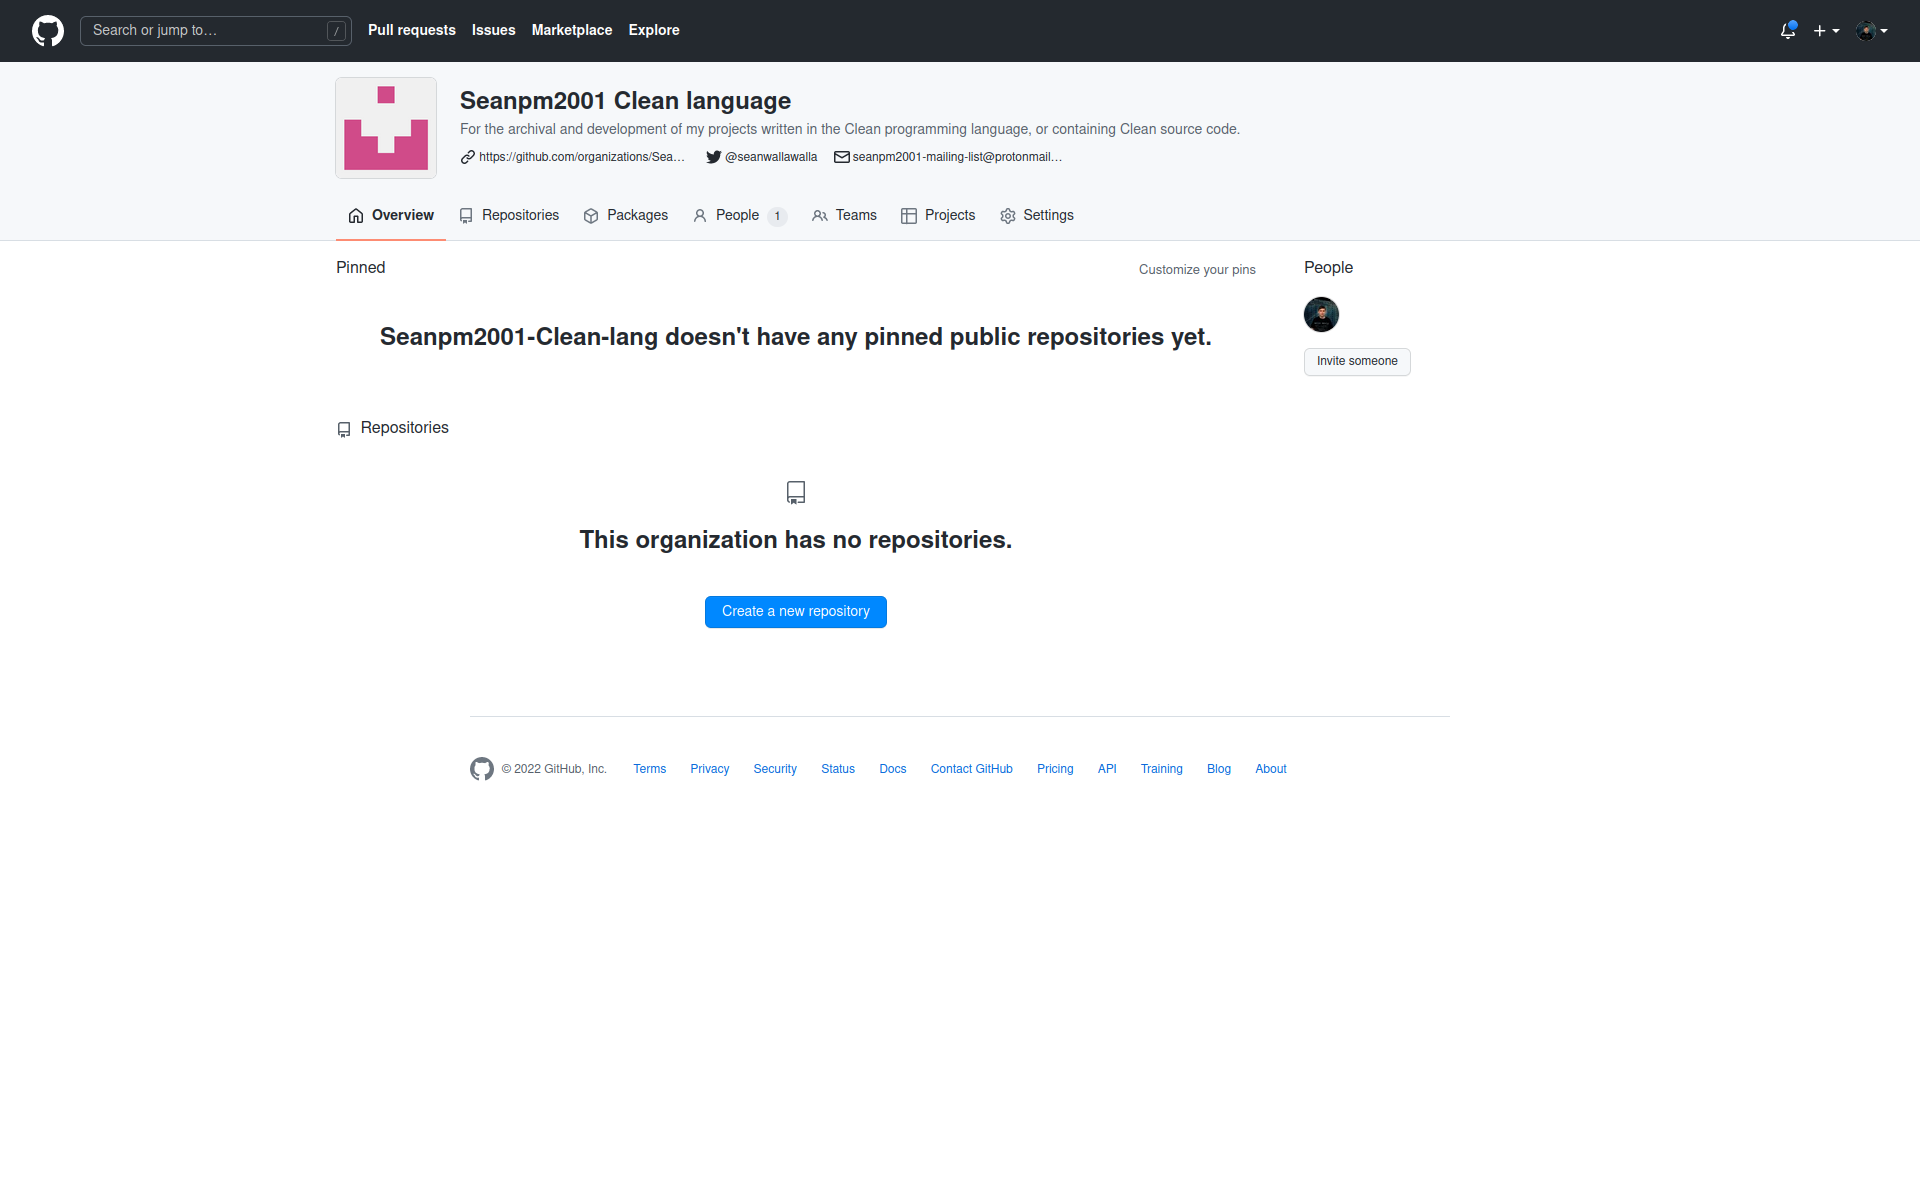 Search or jump to…
/
Pull requests
Issues
Marketplace
Explore
Seanpm2001 Clean language
For the archival and development of my projects written in the Clean programming language, or containing Clean source code.
https://github.com/organizations/Sea…
@seanwallawalla
seanpm2001-mailing-list@protonmail…
Overview
Repositories
Packages
People 1
Teams
Projects
Settings
Pinned
Customize your pins
Seanpm2001-Clean-lang doesn't have any pinned public repositories yet.
People
Invite someone
Repositories
This organization has no repositories.
Create a new repository
© 2022 GitHub, Inc.
Terms
Privacy
Security
Status
Docs
Contact GitHub
Pricing
API
Training
Blog
About